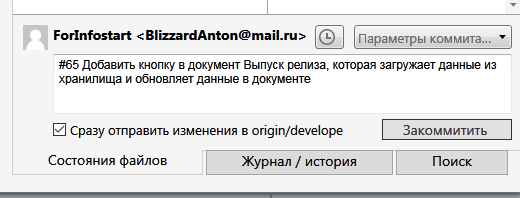 ForInfostart <BlizzardAnton@mail.ru>
Параметры коммита...
#65 Добавить кнопку в документ Выпуск релиза, которая загружает данные из
хранилища и обновляет данные в документе
Сразу отправить изменения в origin/develope
Закоммитить
Состояния файлов
Журнал / история
Поиск